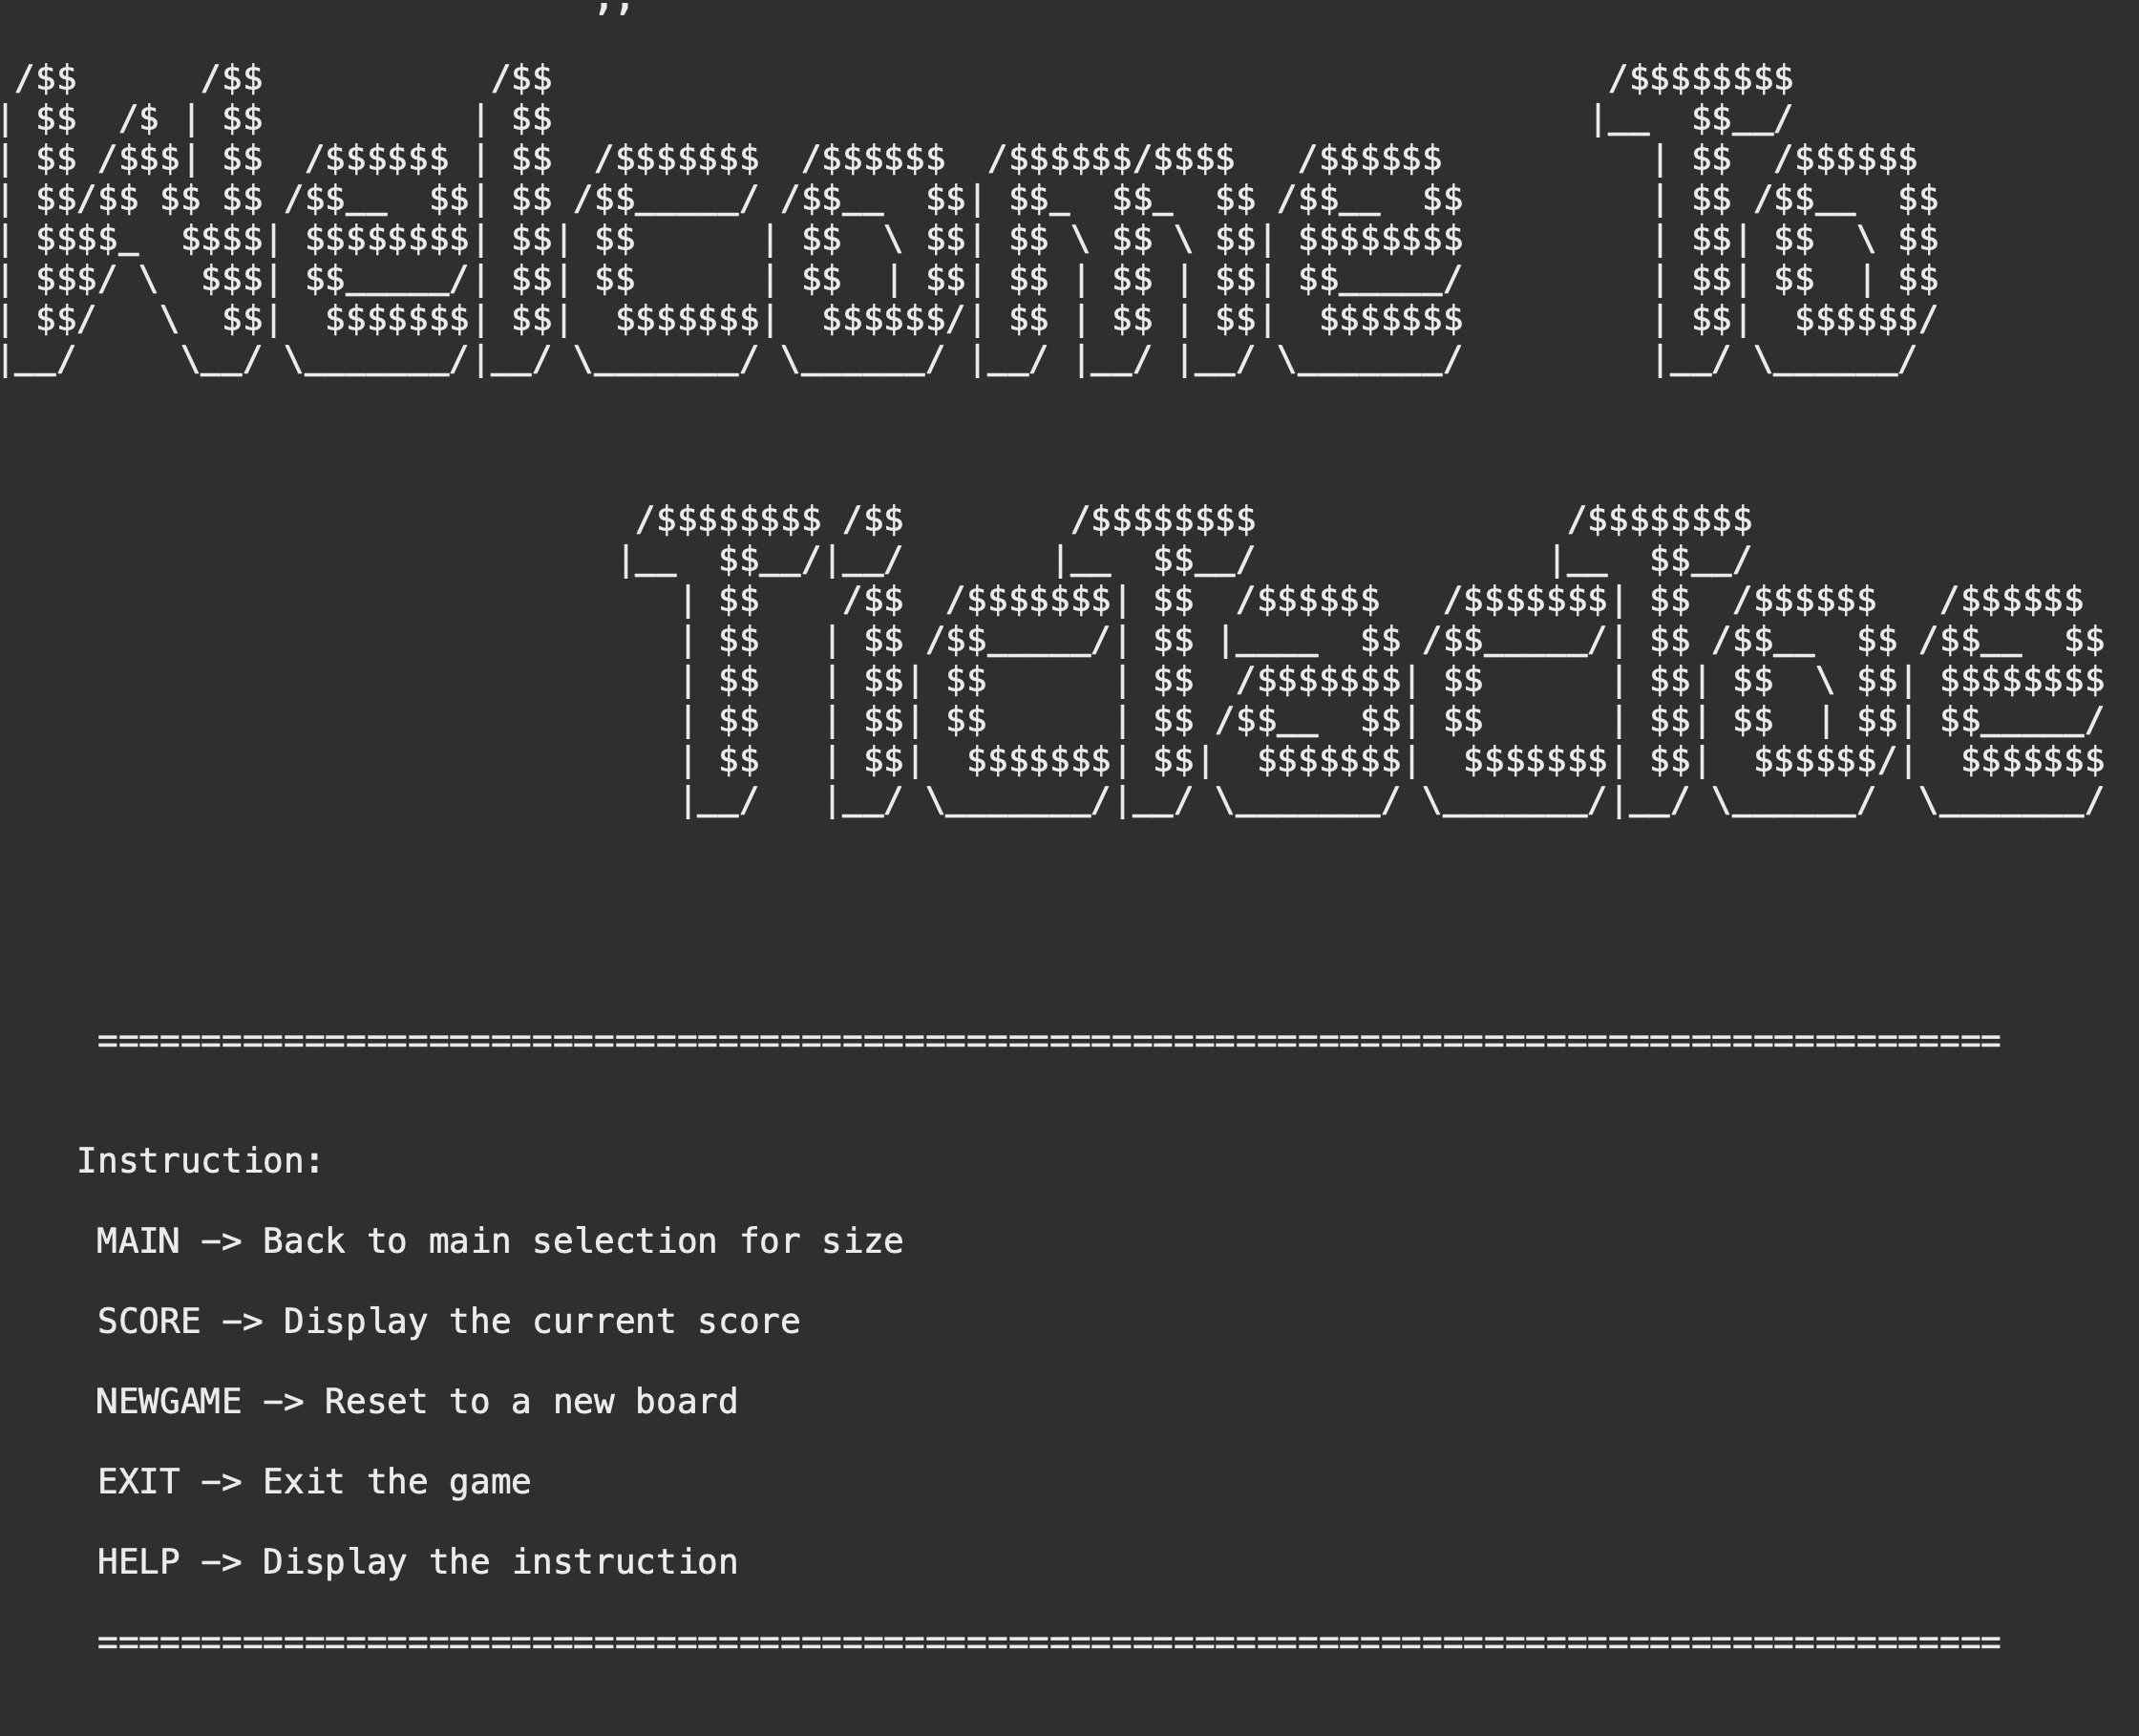 ,,
Welcome To
TicTacToe
Instruction:
MAIN —> Back to main selection for size
SCORE —> Display the current score
NEWGAME —> Reset to a new board
EXIT —> Exit the game
HELP —> Display the instruction